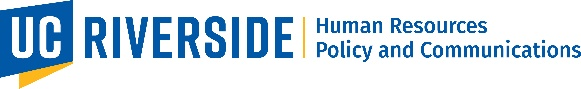 UC RIVERSIDE
Human Resources
Policy and Communications